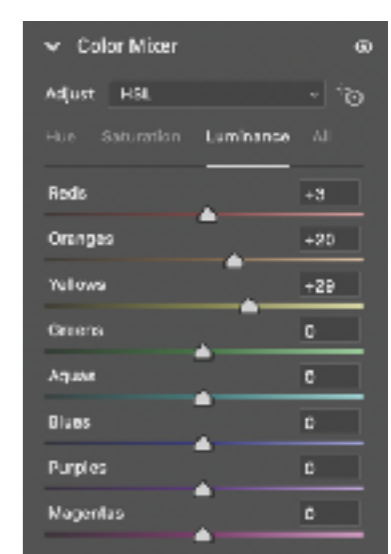 Color Mixer
Adjust HSL
Hue Saturation Luminance All
Reds +3
Oranges +20
Yellows +29
Greens 0
Aquas 0
Blues 0
Purples 0
Magentas 0